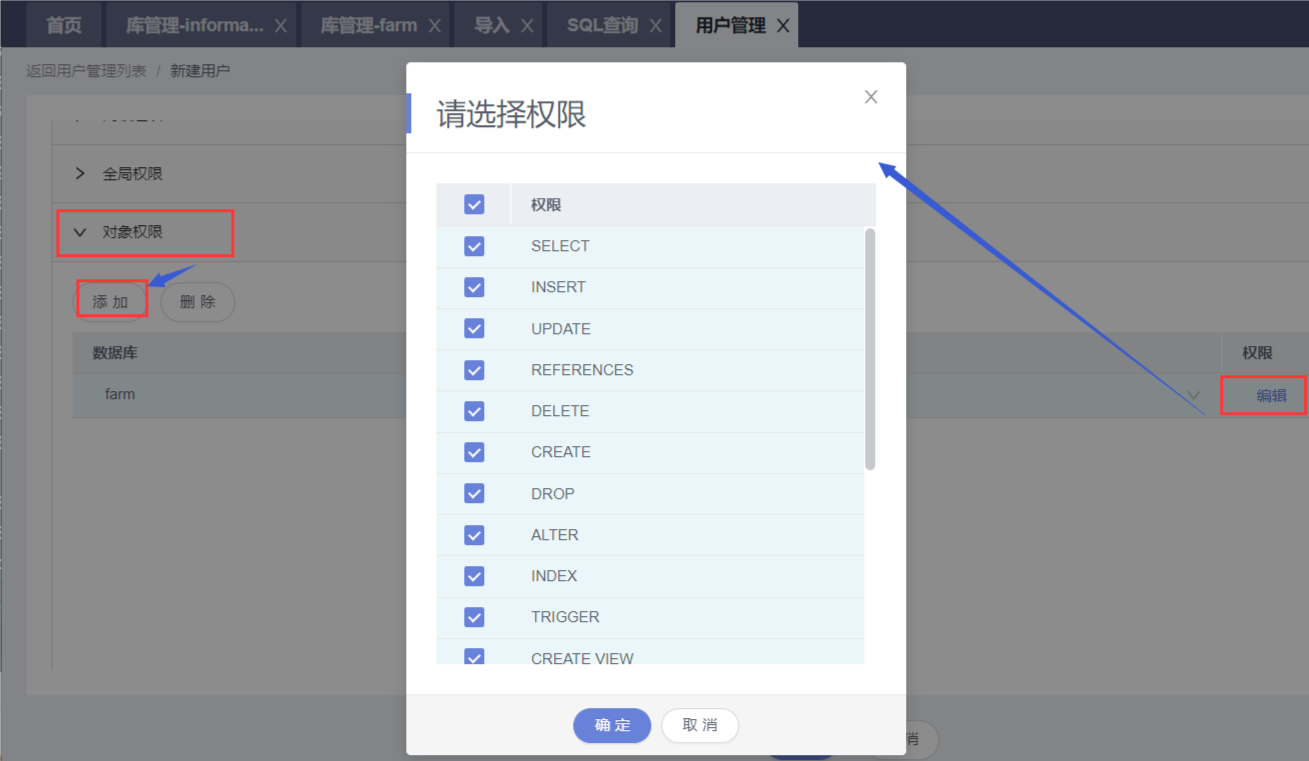 首页
库管理-informa...
库管理-farm
导入
SQL查询
用户管理
返回用户管理列表 / 新建用户
请选择权限
全局权限
对象权限
添 加
删 除
数据库
权限
farm
编辑
权限
SELECT
INSERT
UPDATE
REFERENCES
DELETE
CREATE
DROP
ALTER
INDEX
TRIGGER
CREATE VIEW
确 定
取 消
消